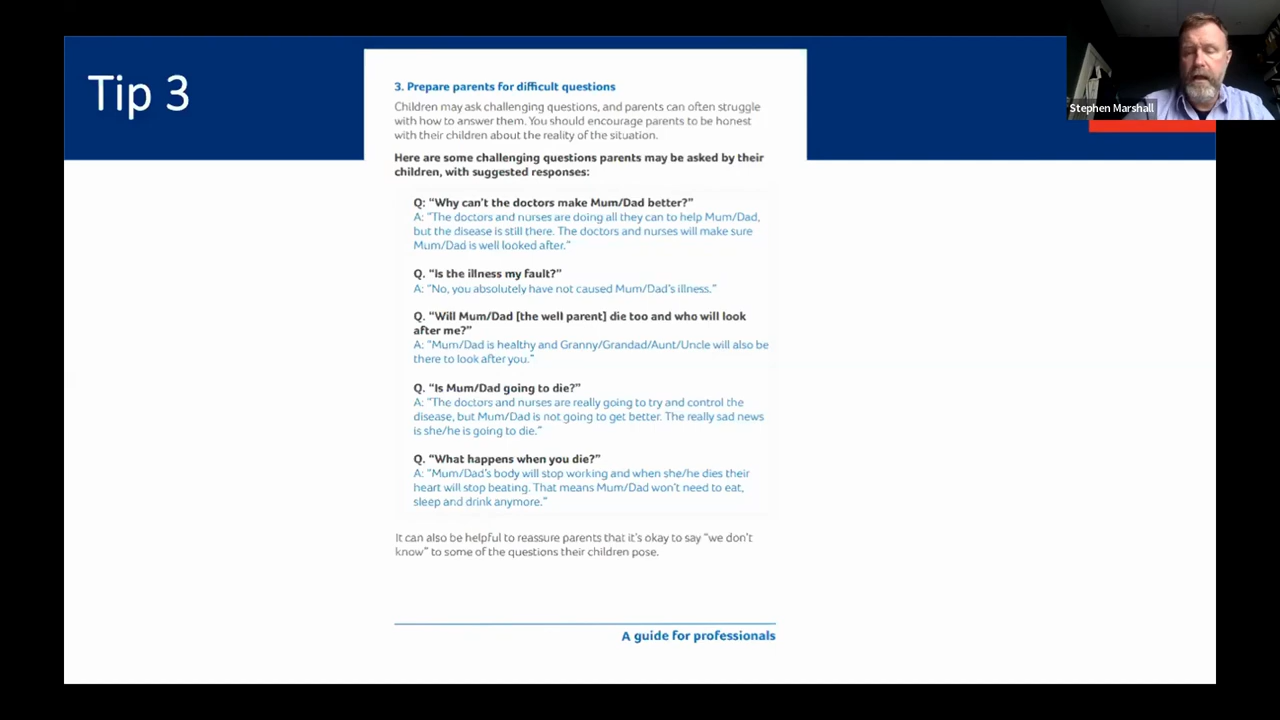 Tip 3
Stephen Marshall
3. Prepare parents for difficult questions
Children may ask challenging questions, and parents can often struggle
with how to answer them. You should encourage parents to be honest
with their children about the reality of the situation.
Here are some challenging questions parents may be asked by their
children, with suggested responses:
Q: “Why can’t the doctors make Mum/Dad better?”
A: “The doctors and nurses are doing all they can to help Mum/Dad,
but the disease is still there. The doctors and nurses will make sure
Mum/Dad is well looked after.”
Q. “Is the illness my fault?”
A: “No, you absolutely have not caused Mum/Dad’s illness.”
Q. “Will Mum/Dad [the well parent] die too and who will look
after me?”
A: “Mum/Dad is healthy and Granny/Grandad/Aunt/Uncle will also be
there to look after you.”
Q. “Is Mum/Dad going to die?”
A: “The doctors and nurses are really going to try and control the
disease, but Mum/Dad is not going to get better. The really sad news
is she/he is going to die.”
Q. “What happens when you die?”
A: “Mum/Dad’s body will stop working and when she/he dies their
heart will stop beating. That means Mum/Dad won’t need to eat,
sleep and drink anymore.”
It can also be helpful to reassure parents that it’s okay to say “we don’t
know” to some of the questions their children pose.
A guide for professionals